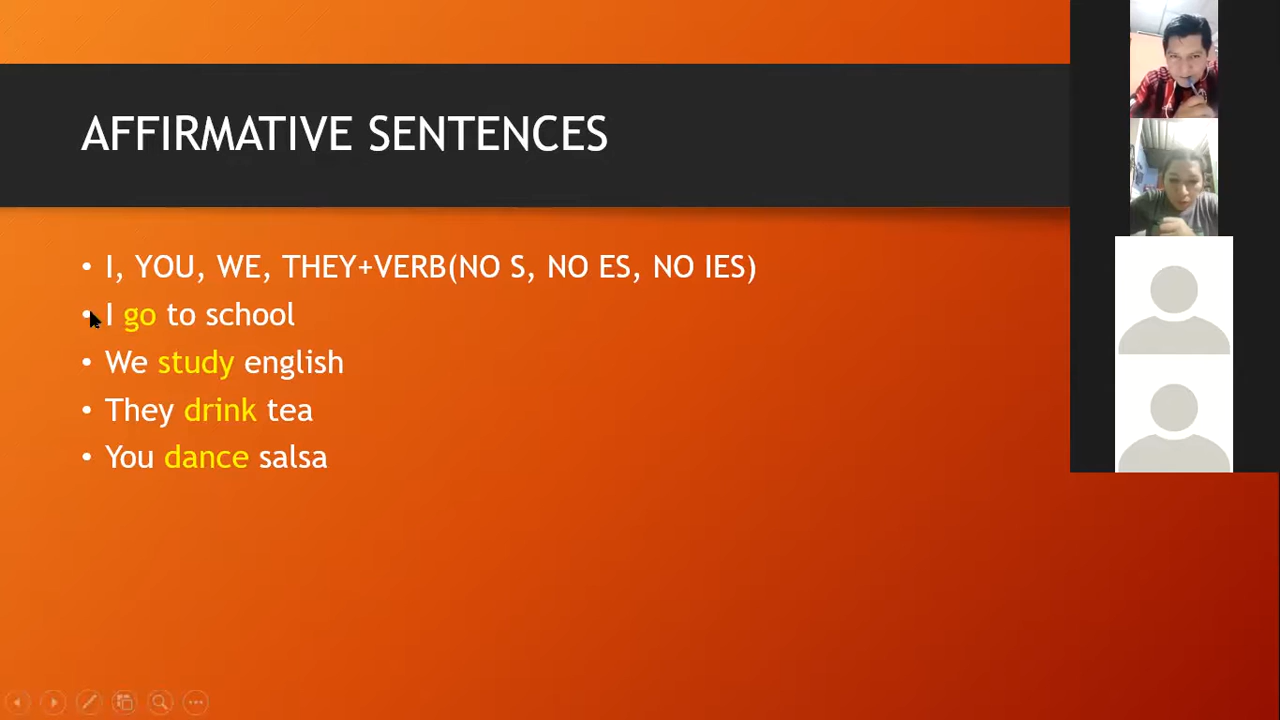 AFFIRMATIVE SENTENCES
• I, YOU, WE, THEY+VERB(NO S, NO ES, NO IES)
• I go to school
• We study english
• They drink tea
• You dance salsa